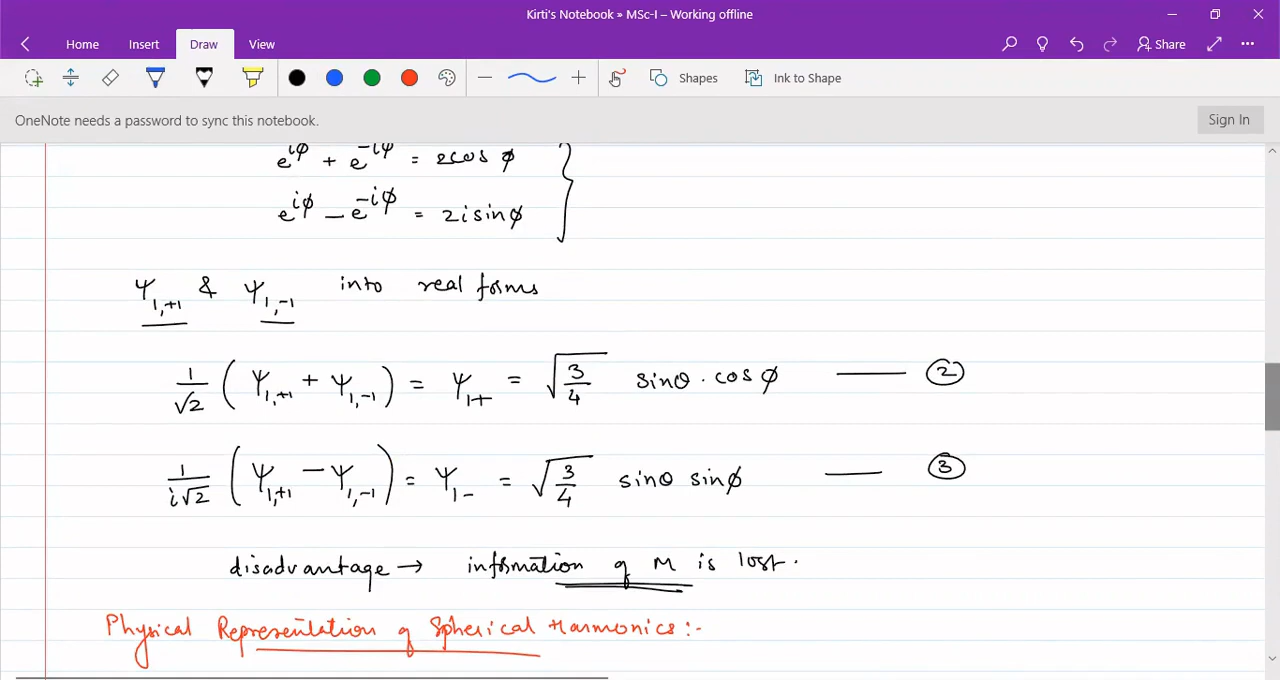 Kirti's Notebook » MSc-I – Working offline
Home Insert Draw View Share
Shapes Ink to Shape
OneNote needs a password to sync this notebook. Sign In
e^{iϕ} + e^{-iϕ} = 2cos ϕ
e^{iϕ} - e^{-iϕ} = 2i sinϕ
Ψ_{1,+1} & Ψ_{1,-1} into real forms
1/√2 (Ψ_{1,+1} + Ψ_{1,-1}) = Ψ_{1+} = √(3/4) sinθ · cos ϕ —— ②
1/i√2 (Ψ_{1,+1} - Ψ_{1,-1}) = Ψ_{1-} = √(3/4) sinθ sinϕ —— ③
disadvantage → information of M is lost.
Physical Representation of Spherical Harmonics :-